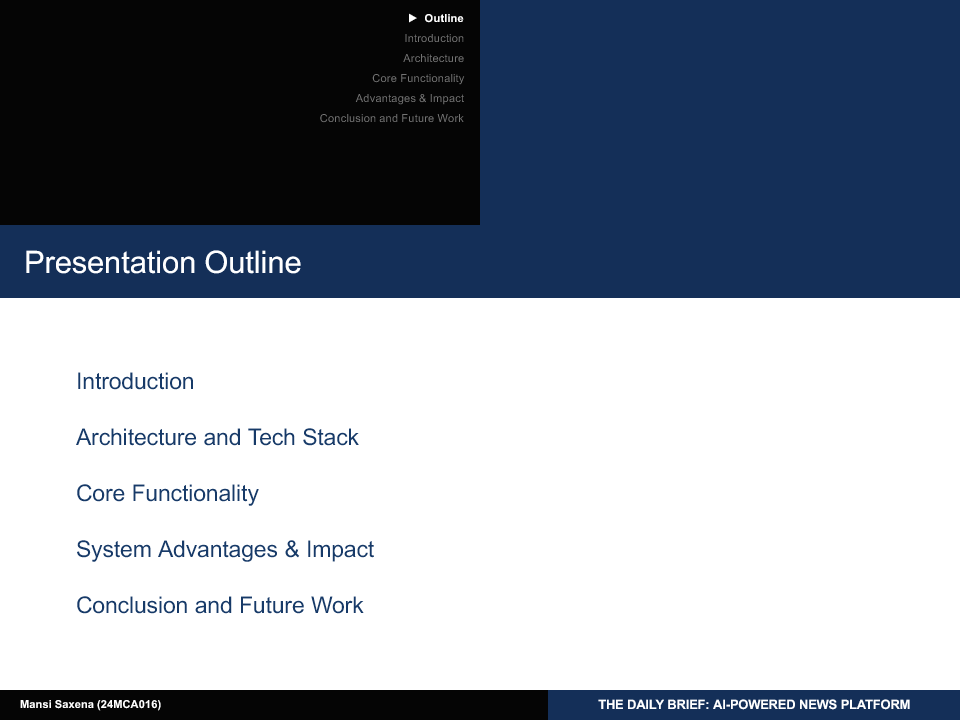 ▶ Outline
Introduction
Architecture
Core Functionality
Advantages & Impact
Conclusion and Future Work
Presentation Outline
Introduction
Architecture and Tech Stack
Core Functionality
System Advantages & Impact
Conclusion and Future Work
Mansi Saxena (24MCA016)
THE DAILY BRIEF: AI-POWERED NEWS PLATFORM